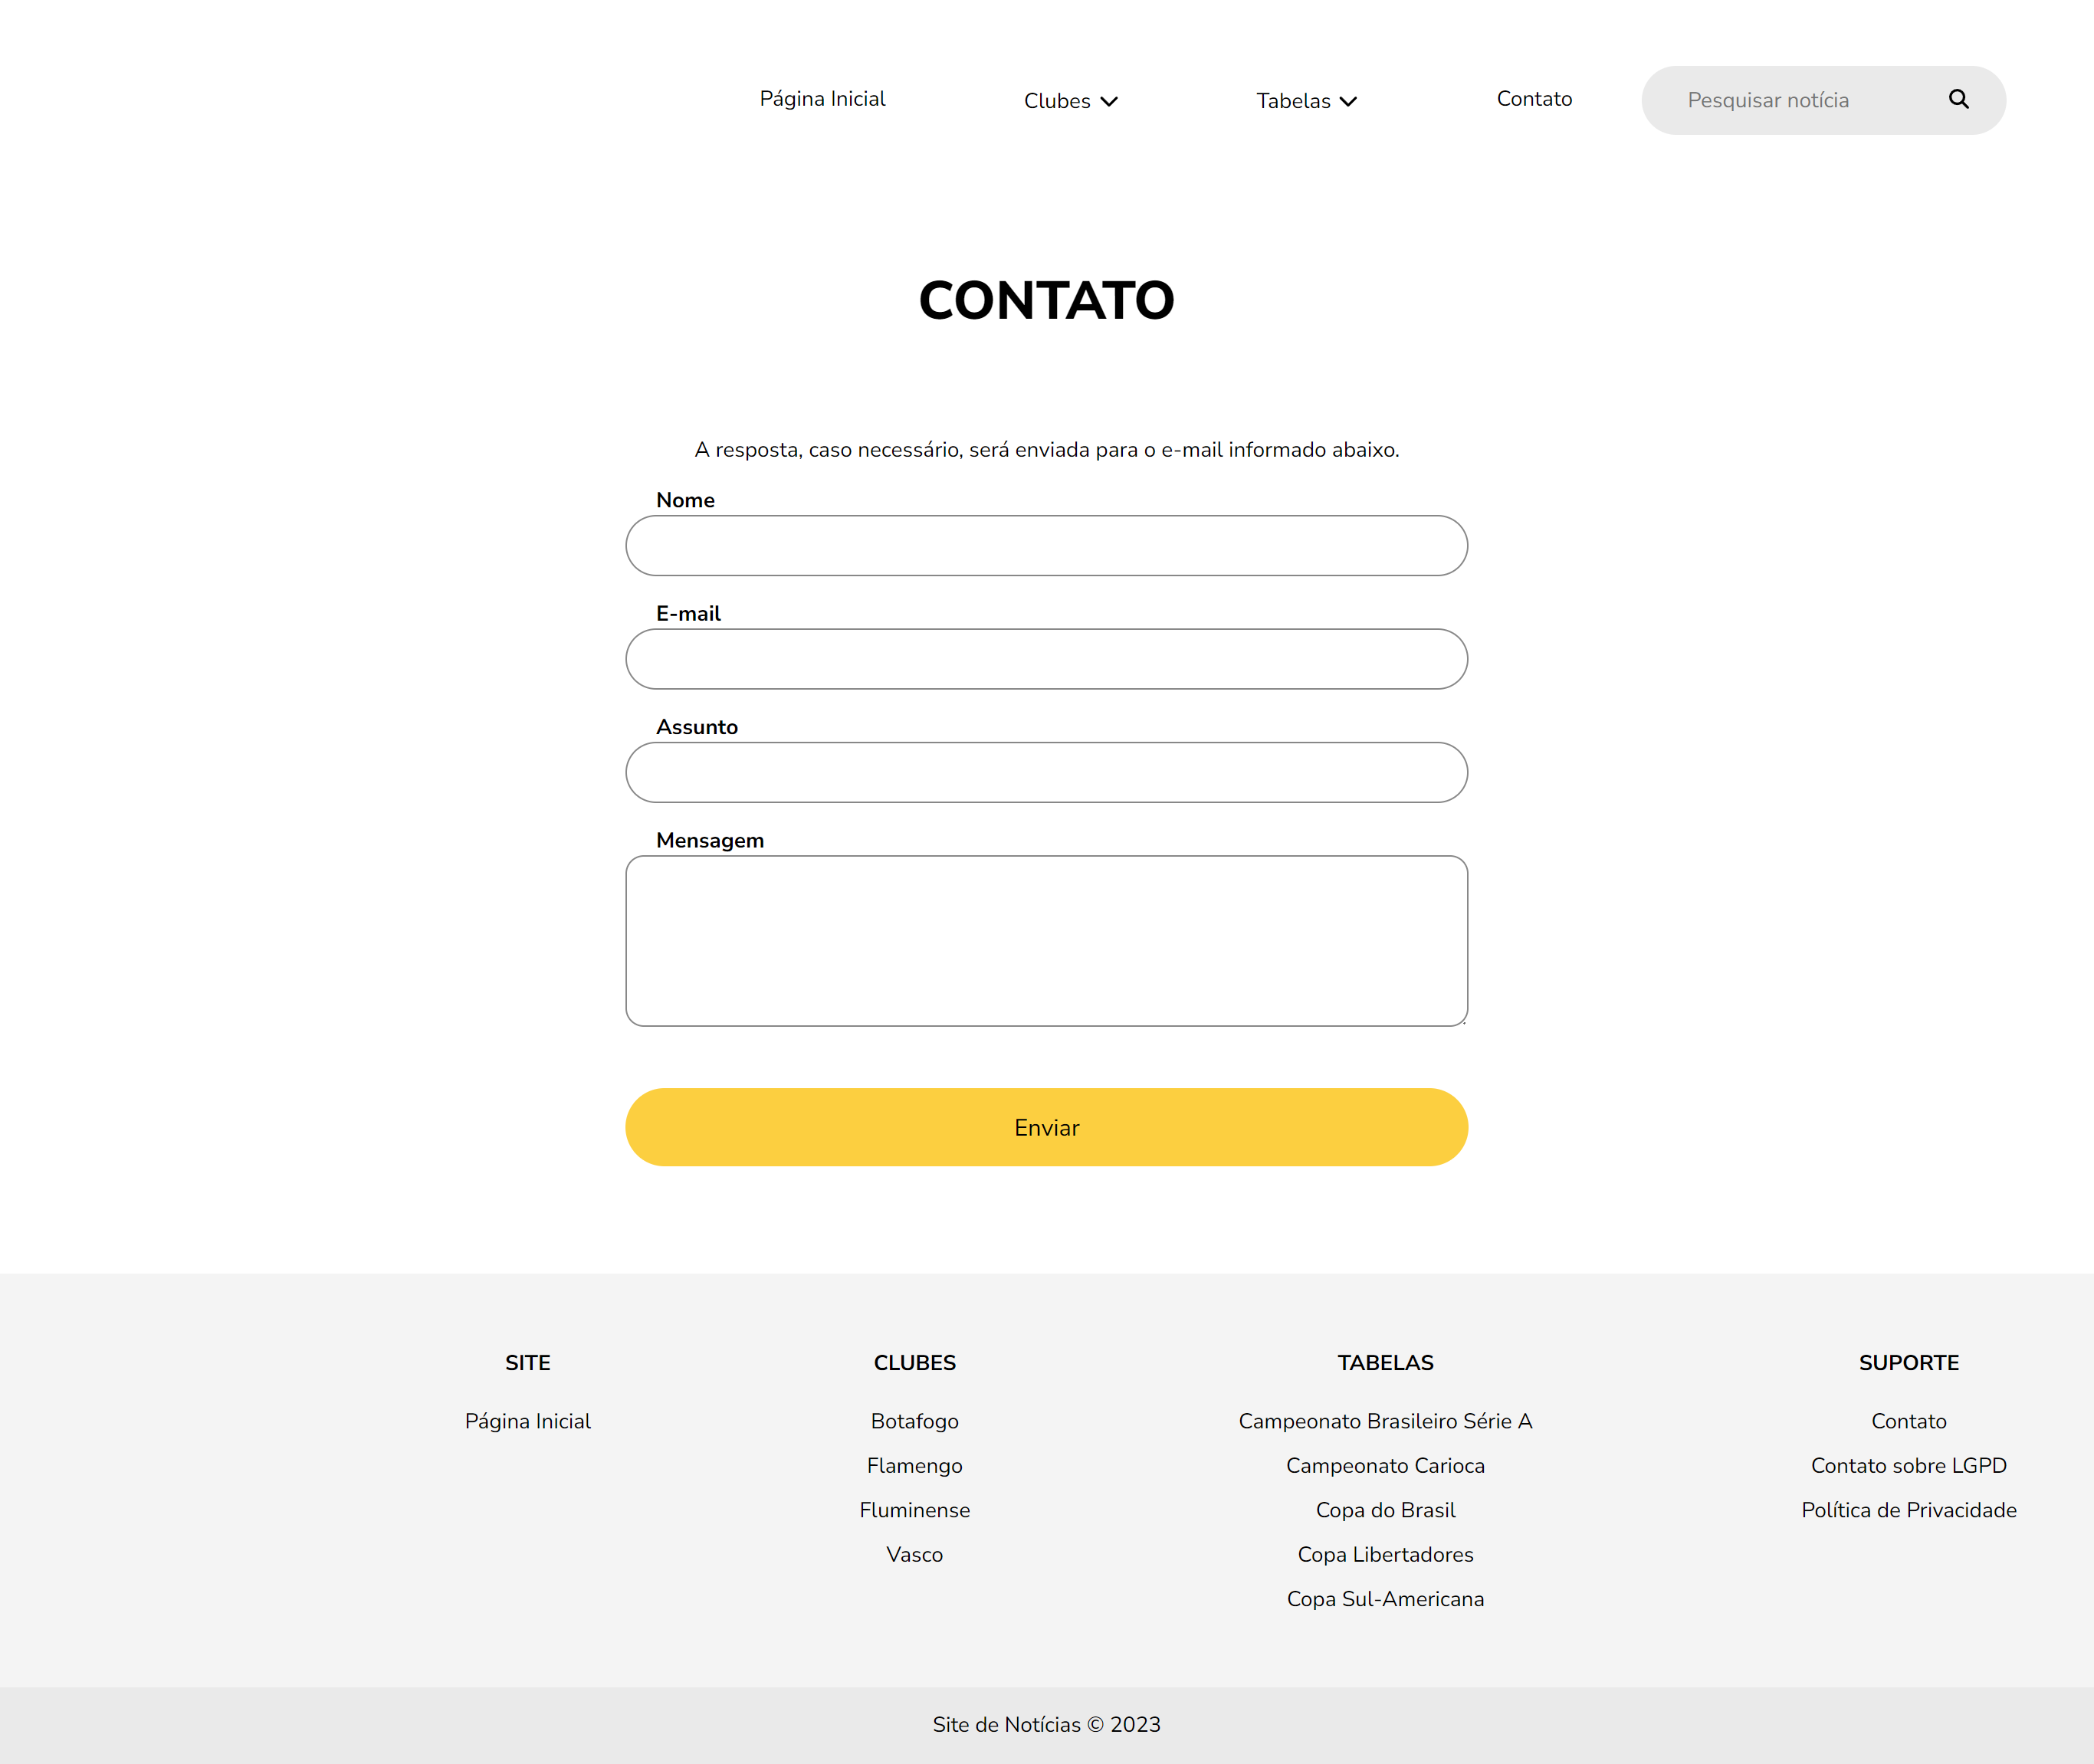 Página Inicial
Clubes
Tabelas
Contato
Pesquisar notícia
CONTATO
A resposta, caso necessário, será enviada para o e-mail informado abaixo.
Nome
E-mail
Assunto
Mensagem
Enviar
SITE
Página Inicial
CLUBES
Botafogo
Flamengo
Fluminense
Vasco
TABELAS
Campeonato Brasileiro Série A
Campeonato Carioca
Copa do Brasil
Copa Libertadores
Copa Sul-Americana
SUPORTE
Contato
Contato sobre LGPD
Política de Privacidade
Site de Notícias © 2023